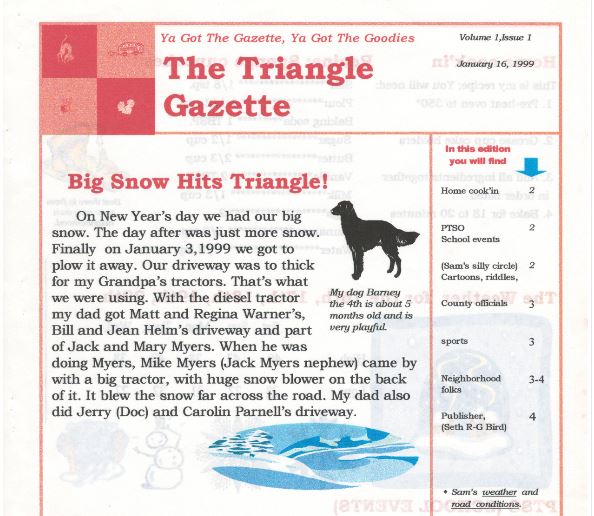 Ya Got The Gazette, Ya Got The Goodies
The Triangle
Gazette
Volume 1,Issue 1
January 16, 1999
Big Snow Hits Triangle!
On New Year's day we had our big
snow. The day after was just more snow.
Finally on January 3,1999 we got to
plow it away. Our driveway was to thick
for my Grandpa's tractors. That's what
we were using. With the diesel tractor
my dad got Matt and Regina Warner's,
Bill and Jean Helm's driveway and part
of Jack and Mary Myers. When he was
doing Myers, Mike Myers (Jack Myers nephew) came by
with a big tractor, with huge snow blower on the back
of it. It blew the snow far across the road. My dad also
did Jerry (Doc) and Carolin Parnell's driveway.
My dog Barney
the 4th is about 5
months old and is
very playful.
In this edition
you will find
Home cook'in 2
PTSO 2
School events
(Sam's silly circle) 2
Cartoons, riddles,
County officials 3
sports 3
Neighborhood 3-4
folks
Publisher, 4
(Seth R-G Bird)
• Sam's weather and
road conditions.